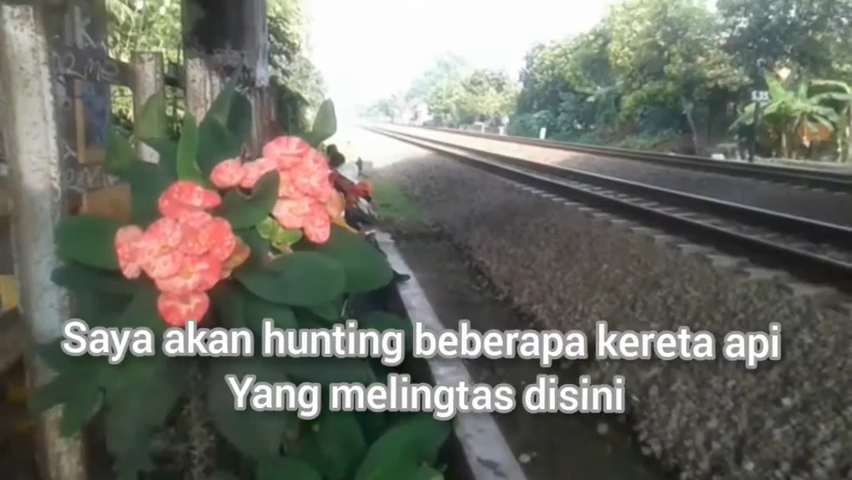 Saya akan hunting beberapa kereta api
Yang melingtas disini